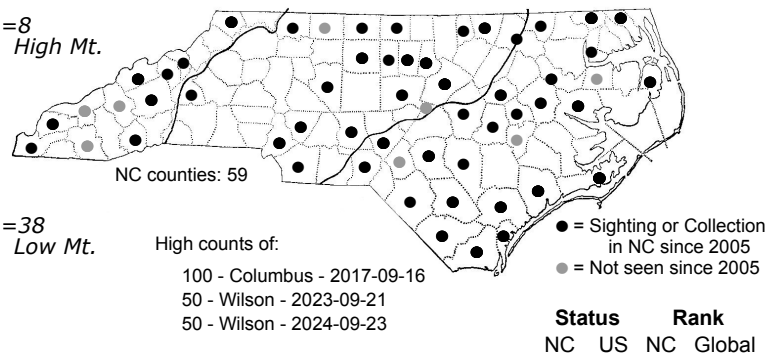 =8
High Mt.
NC counties: 59
=38
Low Mt.
High counts of:
100 - Columbus - 2017-09-16
50 - Wilson - 2023-09-21
50 - Wilson - 2024-09-23
= Sighting or Collection
in NC since 2005
= Not seen since 2005
Status Rank
NC US NC Global